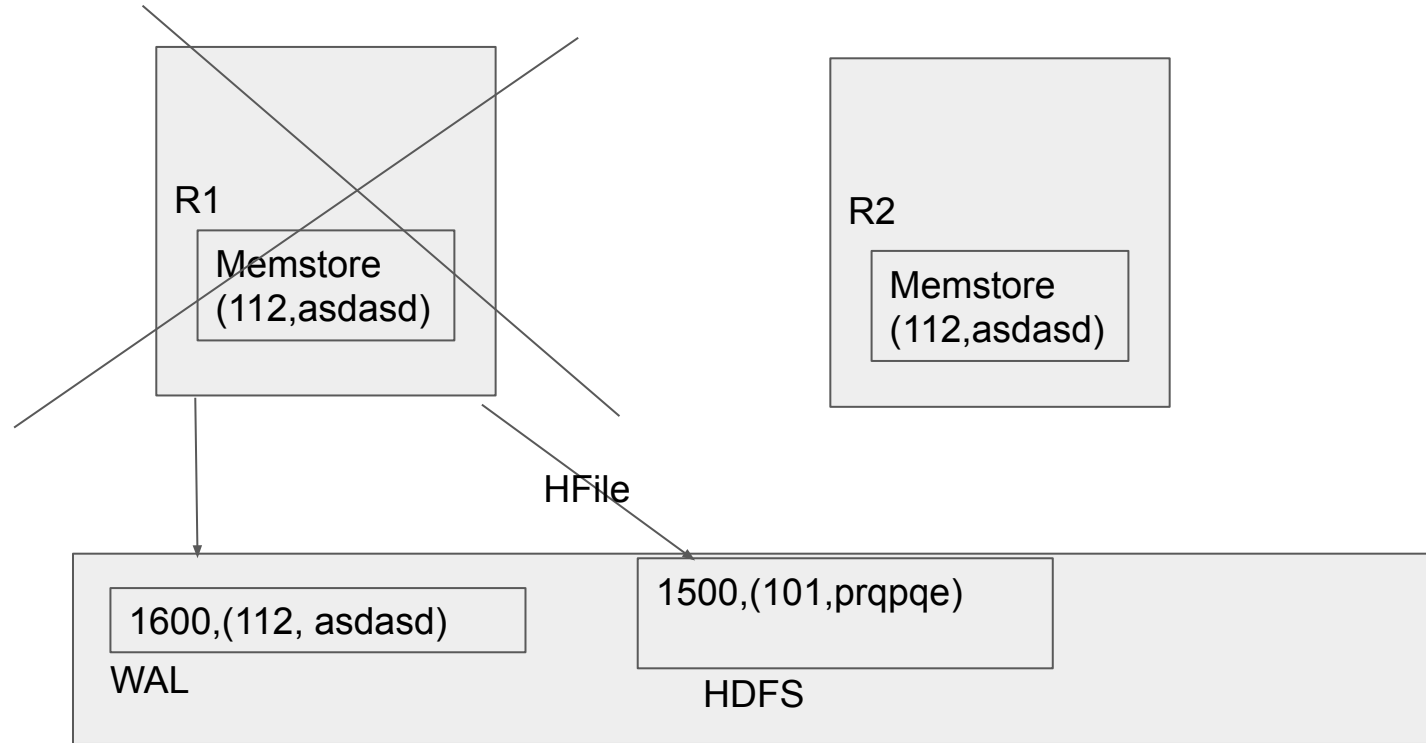 R1
Memstore
(112,asdasd)
R2
Memstore
(112,asdasd)
HFile
1600,(112, asdasd)
WAL
1500,(101,prqpqe)
HDFS